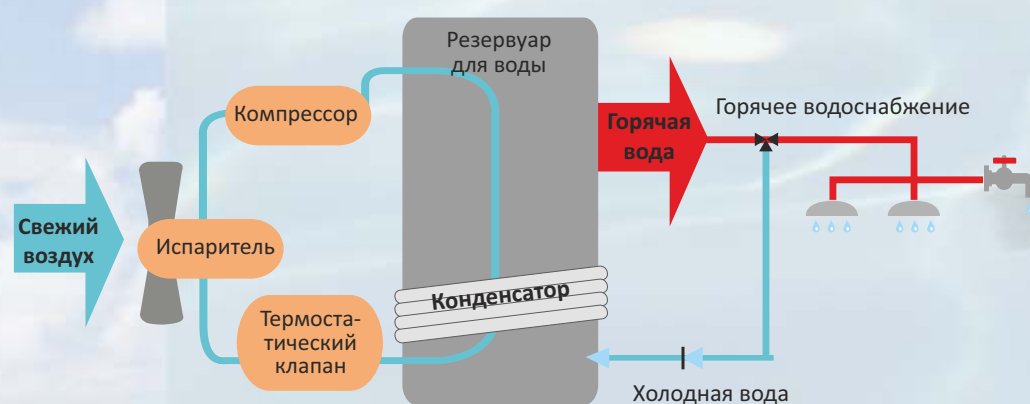 Резервуар
для воды
Компрессор
Горячая
вода
Горячее водоснабжение
Свежий
воздух
Испаритель
Конденсатор
Термоста-
тический
клапан
Холодная вода